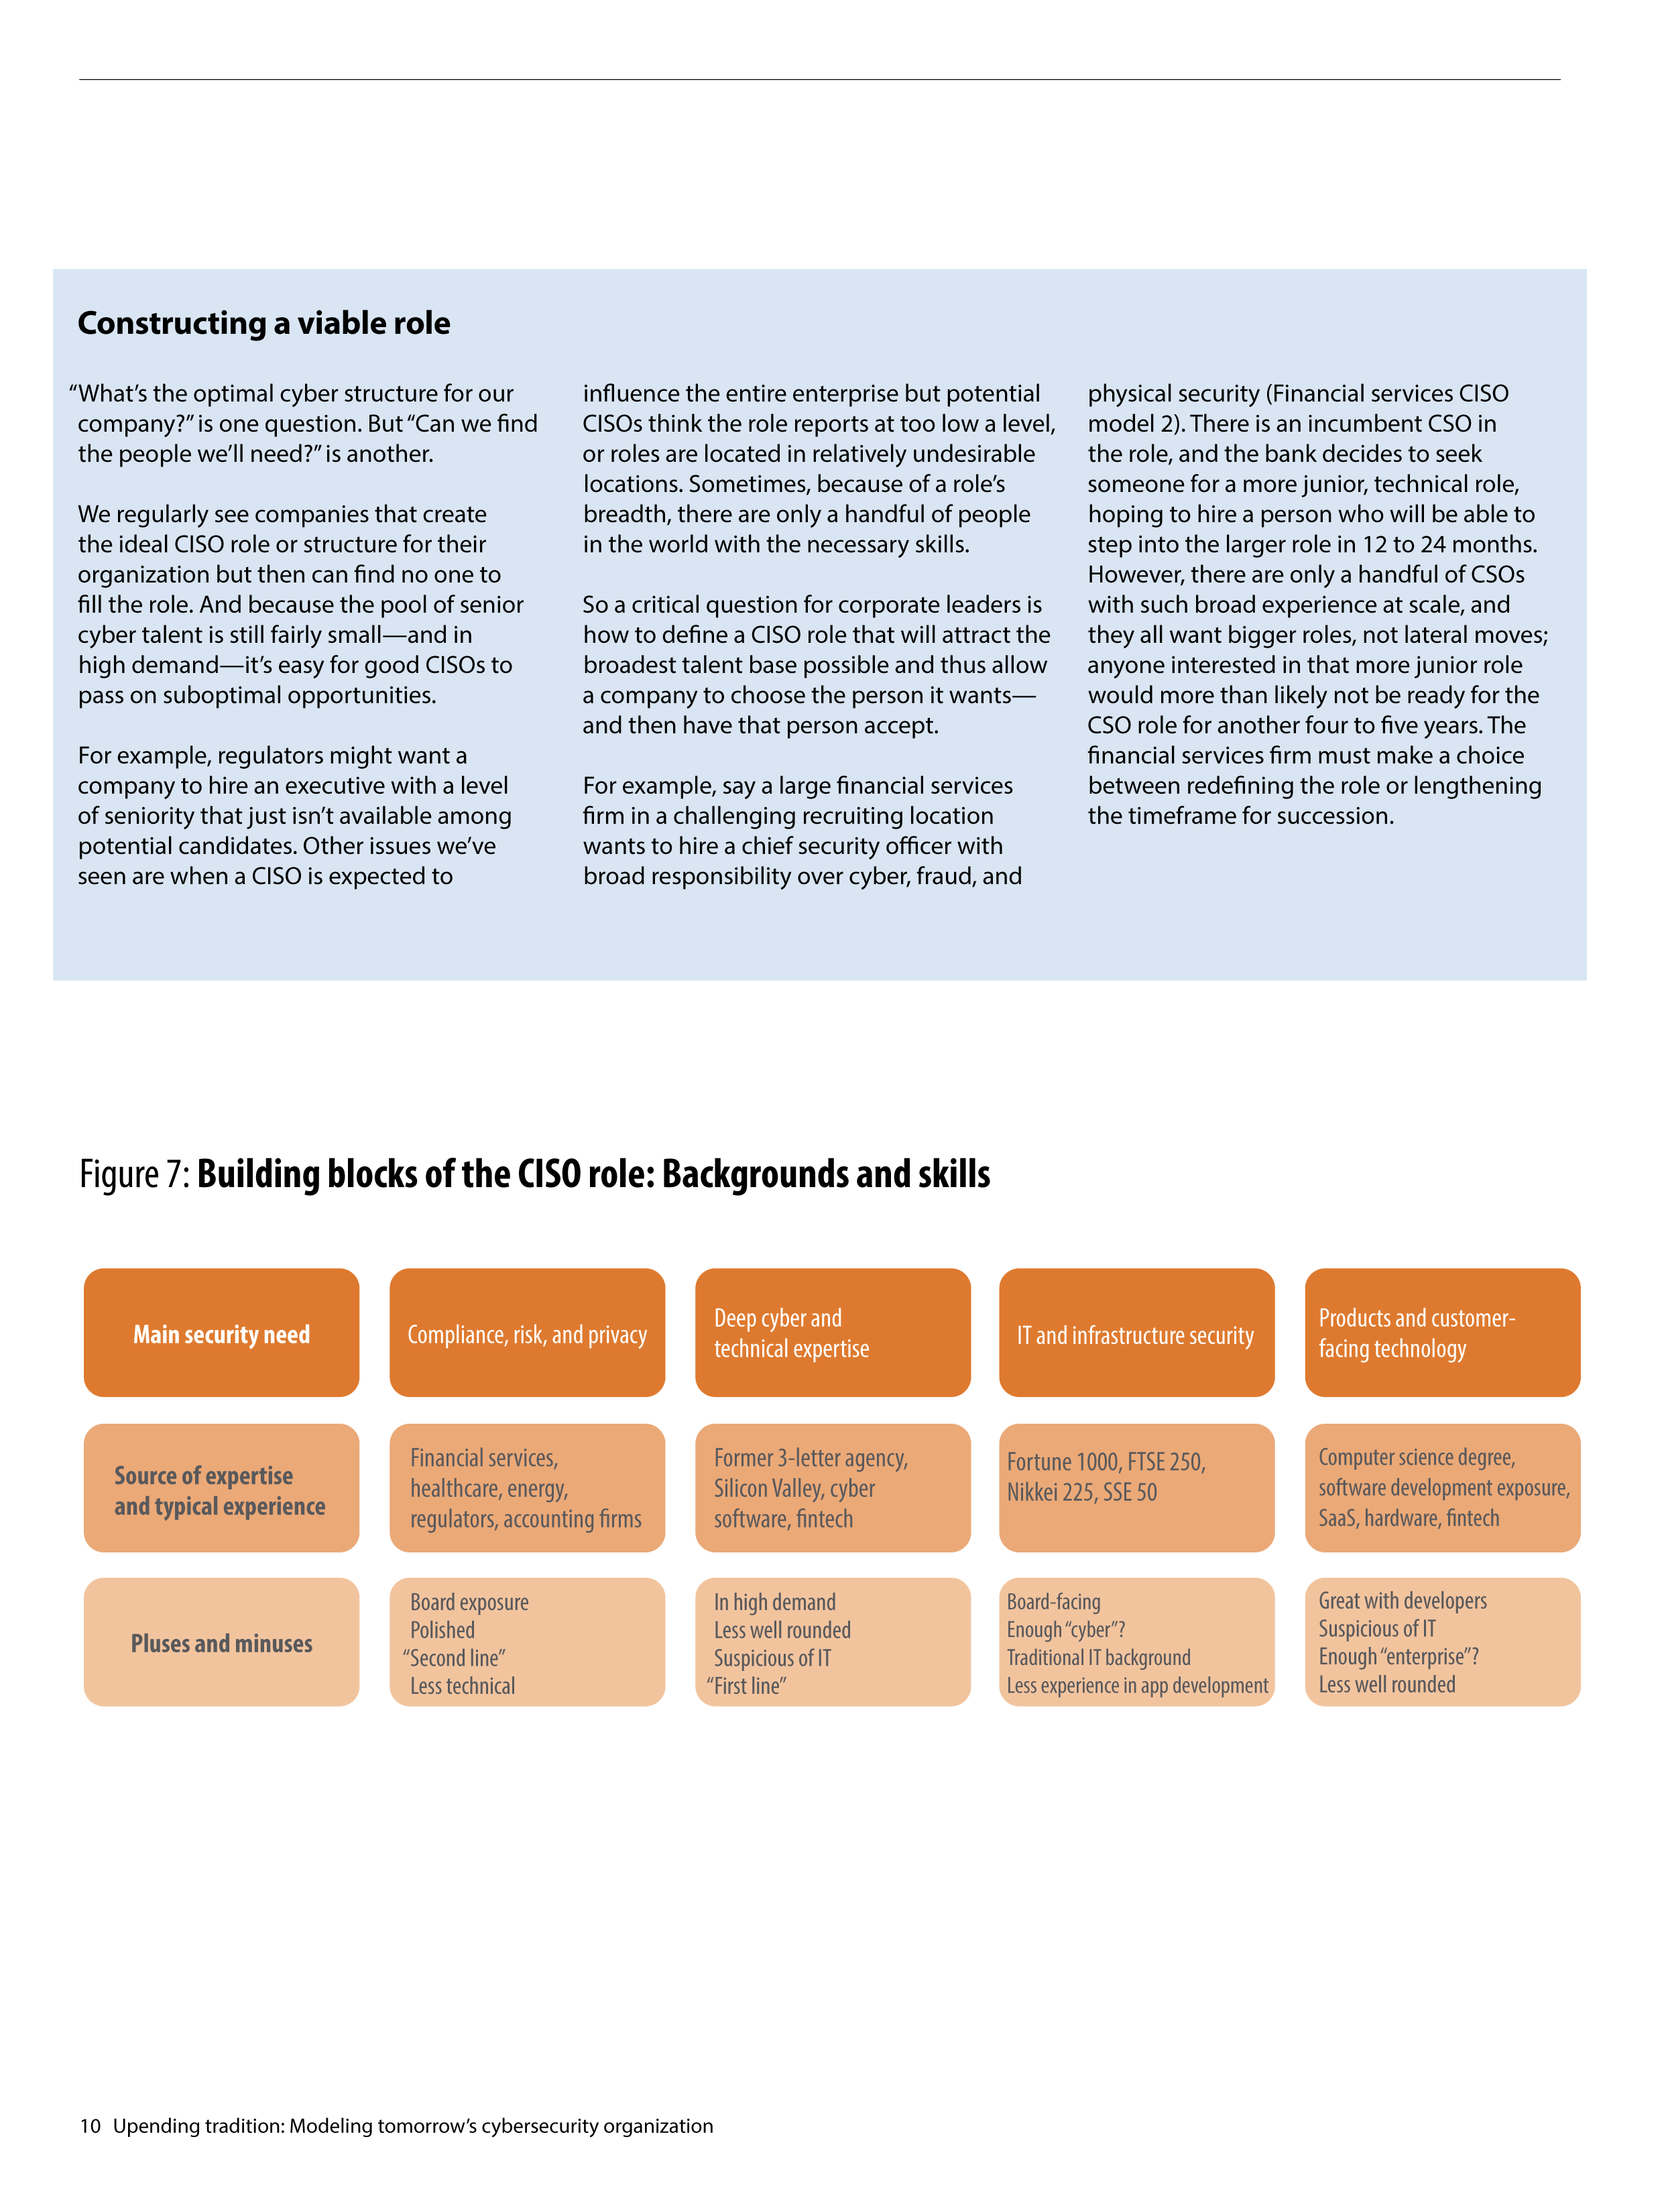 Constructing a viable role
“What’s the optimal cyber structure for our
company?” is one question. But “Can we find
the people we’ll need?” is another.
We regularly see companies that create
the ideal CISO role or structure for their
organization but then can find no one to
fill the role. And because the pool of senior
cyber talent is still fairly small—and in
high demand—it’s easy for good CISOs to
pass on suboptimal opportunities.
For example, regulators might want a
company to hire an executive with a level
of seniority that just isn’t available among
potential candidates. Other issues we’ve
seen are when a CISO is expected to
influence the entire enterprise but potential
CISOs think the role reports at too low a level,
or roles are located in relatively undesirable
locations. Sometimes, because of a role’s
breadth, there are only a handful of people
in the world with the necessary skills.
So a critical question for corporate leaders is
how to define a CISO role that will attract the
broadest talent base possible and thus allow
a company to choose the person it wants—
and then have that person accept.
For example, say a large financial services
firm in a challenging recruiting location
wants to hire a chief security officer with
broad responsibility over cyber, fraud, and
physical security (Financial services CISO
model 2). There is an incumbent CSO in
the role, and the bank decides to seek
someone for a more junior, technical role,
hoping to hire a person who will be able to
step into the larger role in 12 to 24 months.
However, there are only a handful of CSOs
with such broad experience at scale, and
they all want bigger roles, not lateral moves;
anyone interested in that more junior role
would more than likely not be ready for the
CSO role for another four to five years. The
financial services firm must make a choice
between redefining the role or lengthening
the timeframe for succession.
Figure 7: Building blocks of the CISO role: Backgrounds and skills
Main security need
Compliance, risk, and privacy
Deep cyber and
technical expertise
IT and infrastructure security
Products and customer-
facing technology
Source of expertise
and typical experience
Financial services,
healthcare, energy,
regulators, accounting firms
Former 3-letter agency,
Silicon Valley, cyber
software, fintech
Fortune 1000, FTSE 250,
Nikkei 225, SSE 50
Computer science degree,
software development exposure,
SaaS, hardware, fintech
Pluses and minuses
Board exposure
Polished
“Second line”
Less technical
In high demand
Less well rounded
Suspicious of IT
“First line”
Board-facing
Enough “cyber”?
Traditional IT background
Less experience in app development
Great with developers
Suspicious of IT
Enough “enterprise”?
Less well rounded
10 Upending tradition: Modeling tomorrow’s cybersecurity organization